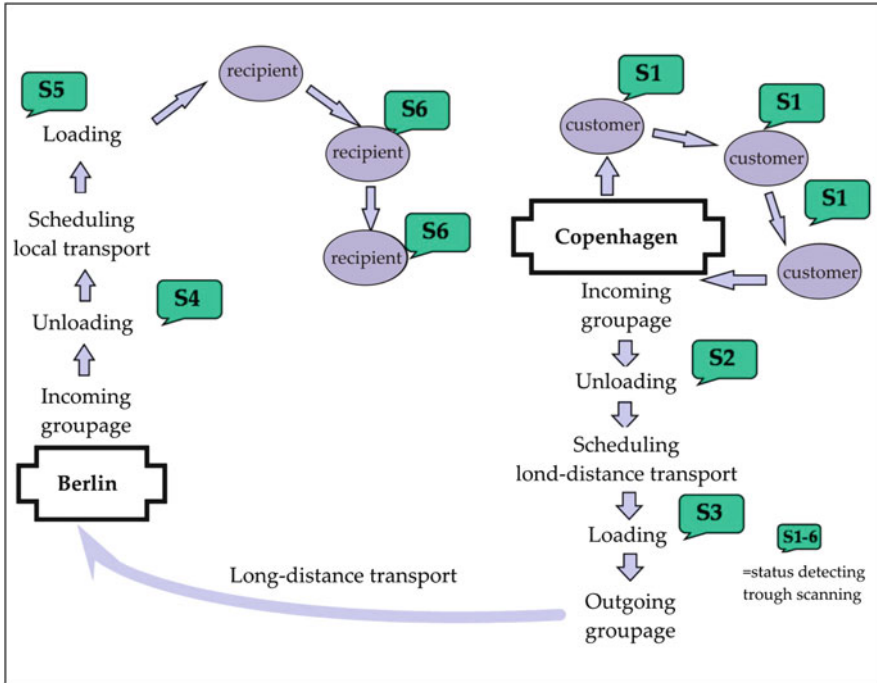 S5
Loading
Scheduling
local transport
Unloading
S4
Incoming
groupage
Berlin
recipient
recipient
S6
recipient
S6
S1
customer
S1
customer
S1
customer
Copenhagen
Incoming
groupage
Unloading
S2
Scheduling
lond-distance transport
Loading
S3
Outgoing
groupage
Long-distance transport
S1-6
=status detecting
trough scanning